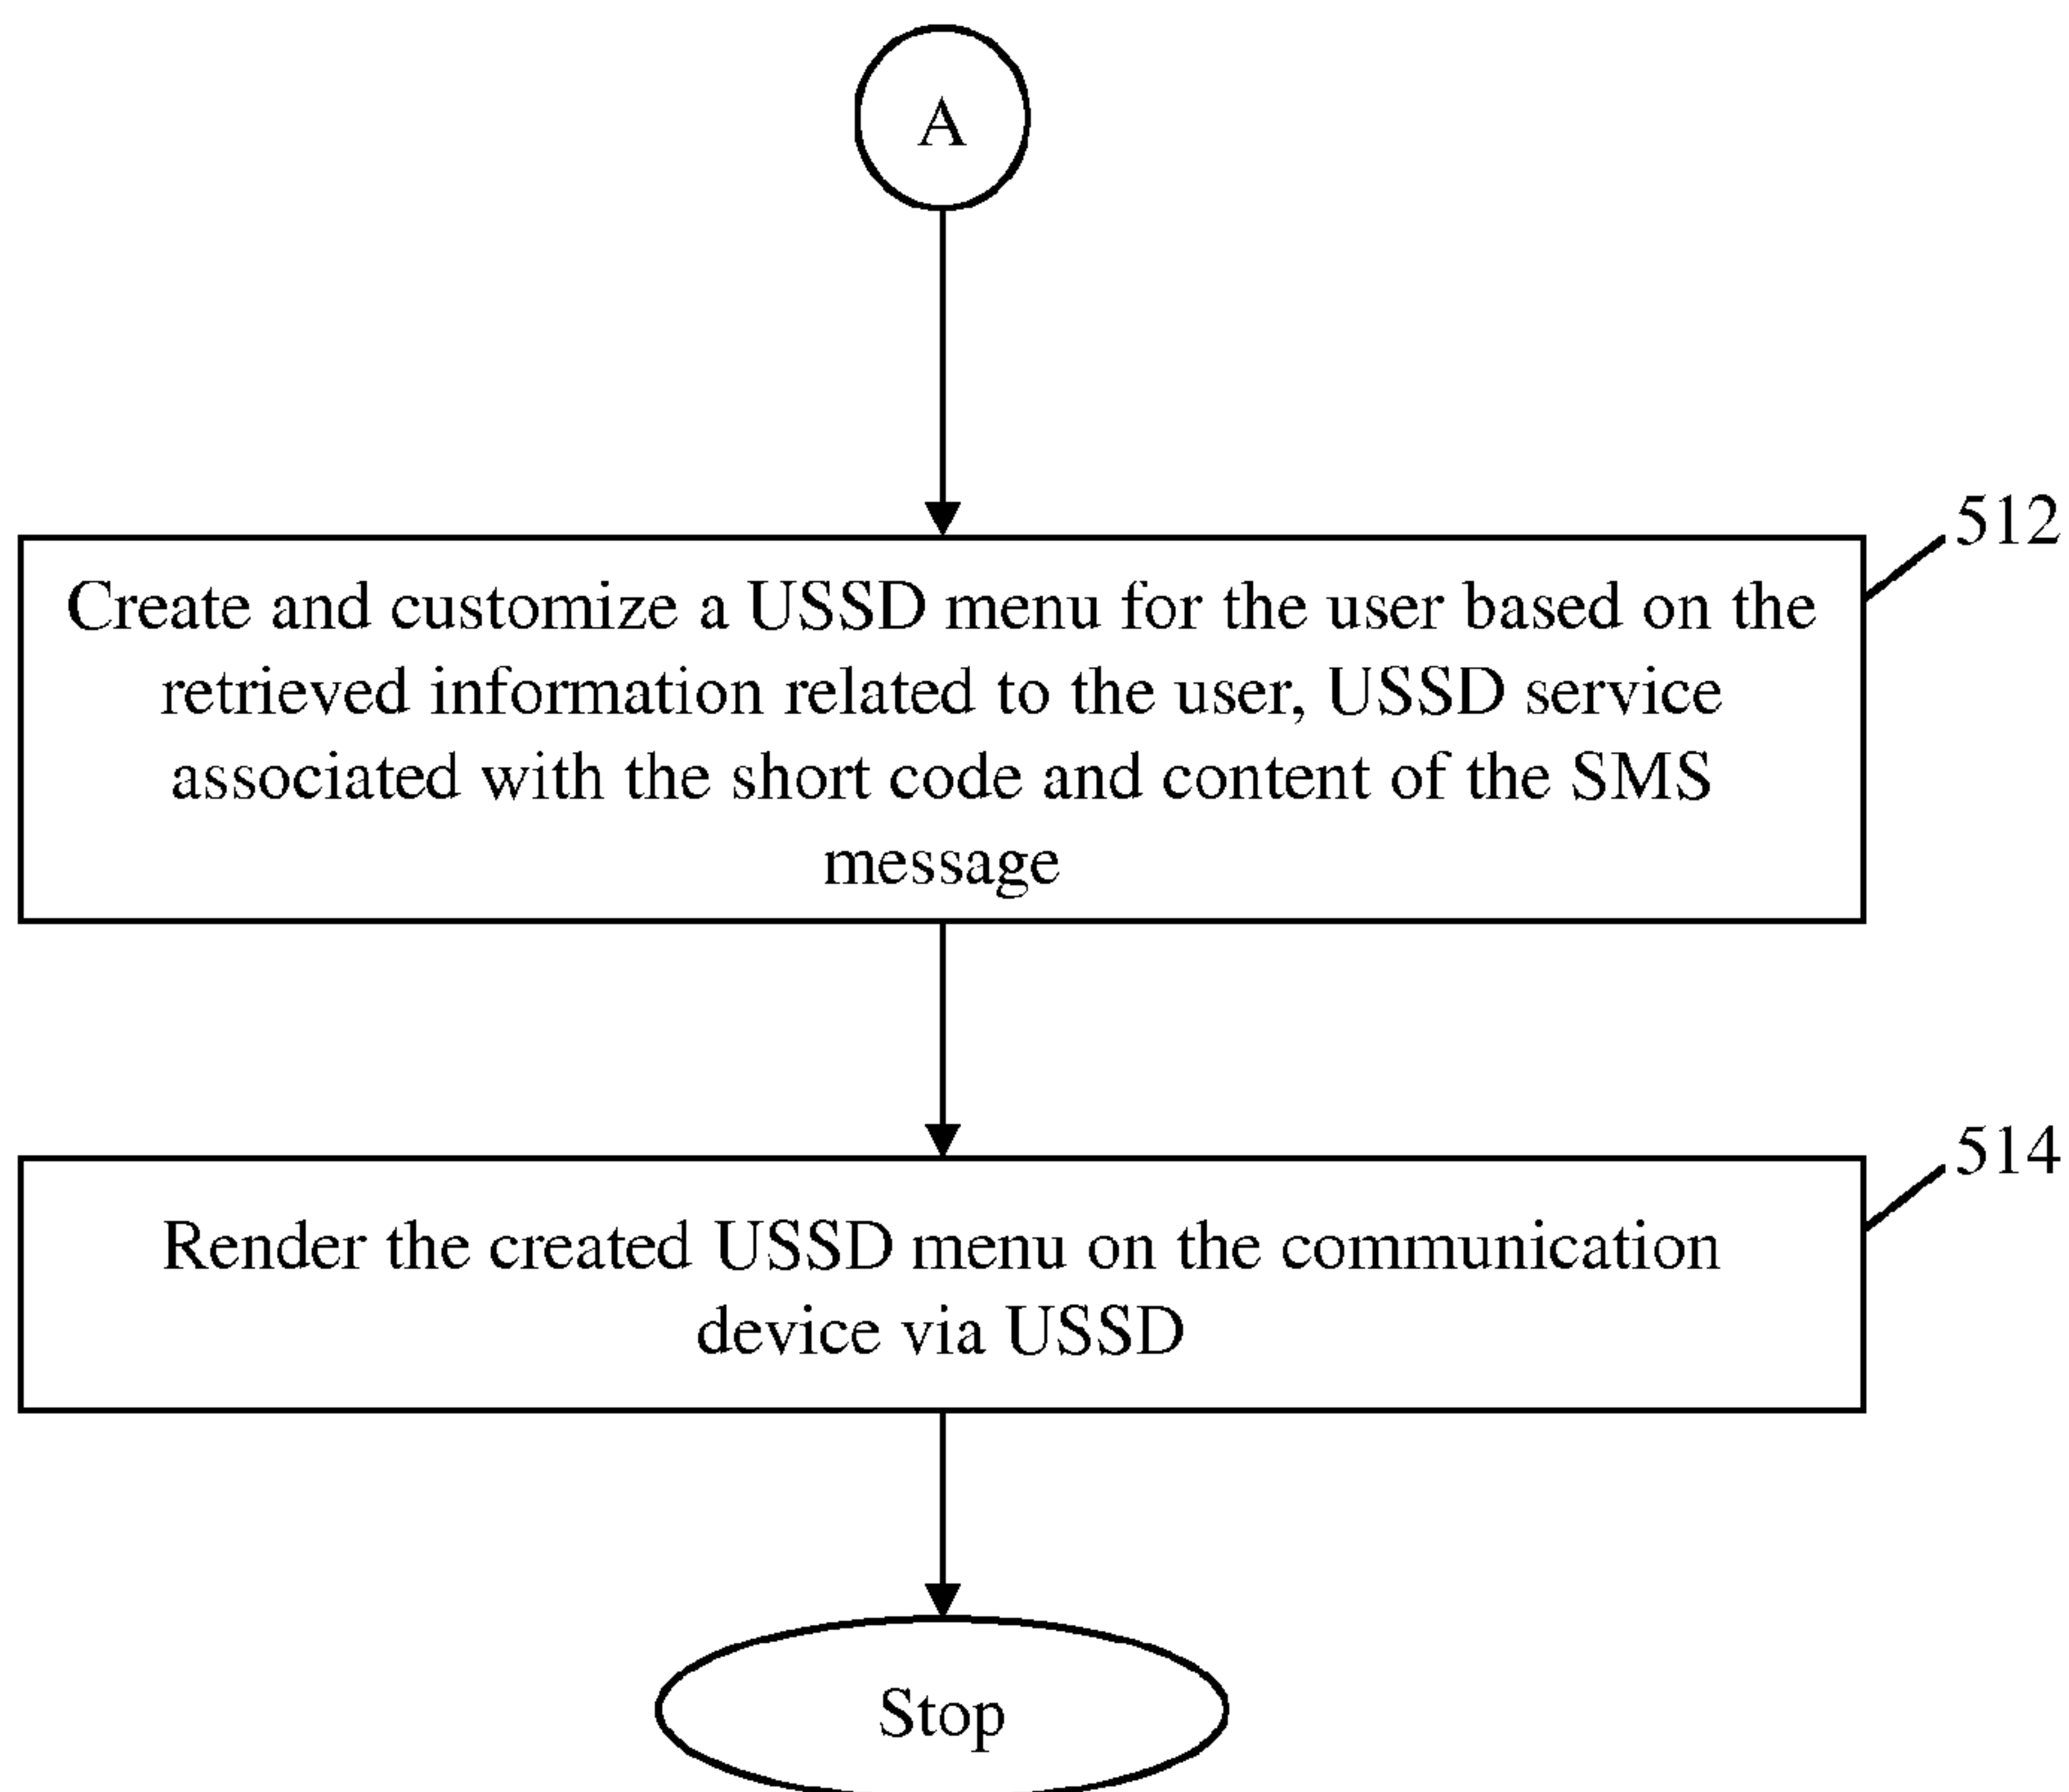 A
512
Create and customize a USSD menu for the user based on the
retrieved information related to the user, USSD service
associated with the short code and content of the SMS
message
514
Render the created USSD menu on the communication
device via USSD
Stop